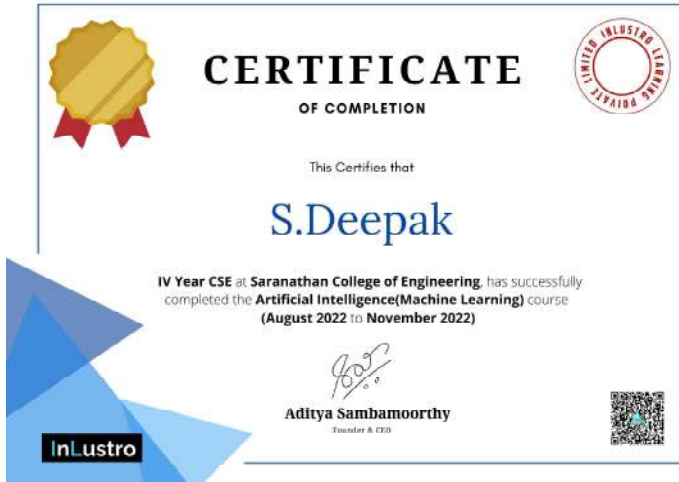 CERTIFICATE
OF COMPLETION
INLUSTRO LEARNING PRIVATE LIMITED
This Certifies that
S.Deepak
IV Year CSE at Saranathan College of Engineering, has successfully
completed the Artificial Intelligence(Machine Learning) course
(August 2022 to November 2022)
Aditya Sambamoorthy
Founder & CEO
InLustro